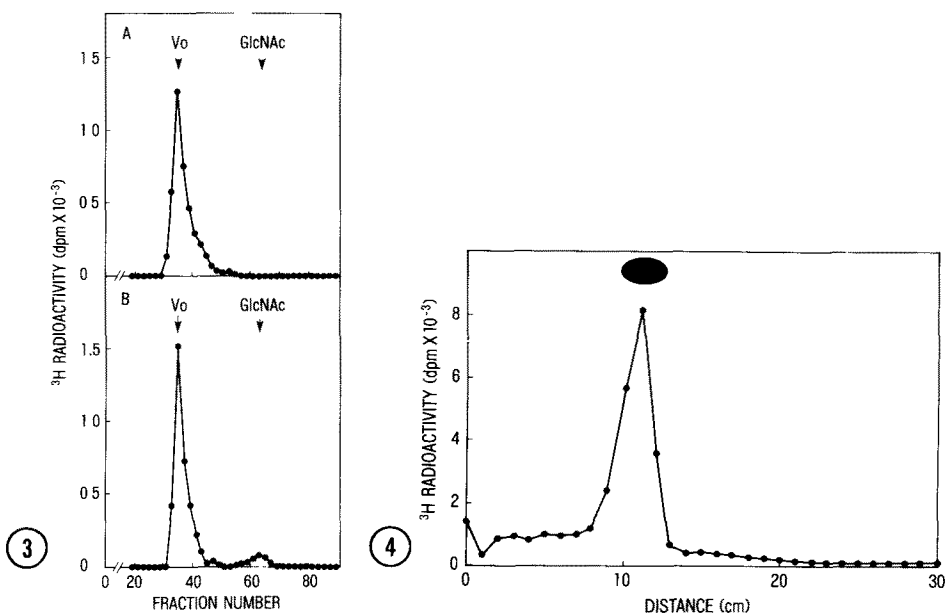 A
Vo
GlcNAc
1 5
1 0
0 5
0
B
Vo
GlcNAc
1.5
1 0
0 5
0
³H RADIOACTIVITY (dpm X 10⁻³)
0 20 40 60 80
FRACTION NUMBER
3
8
6
4
2
0
³H RADIOACTIVITY (dpm X 10⁻³)
0 10 20 30
DISTANCE (cm)
4